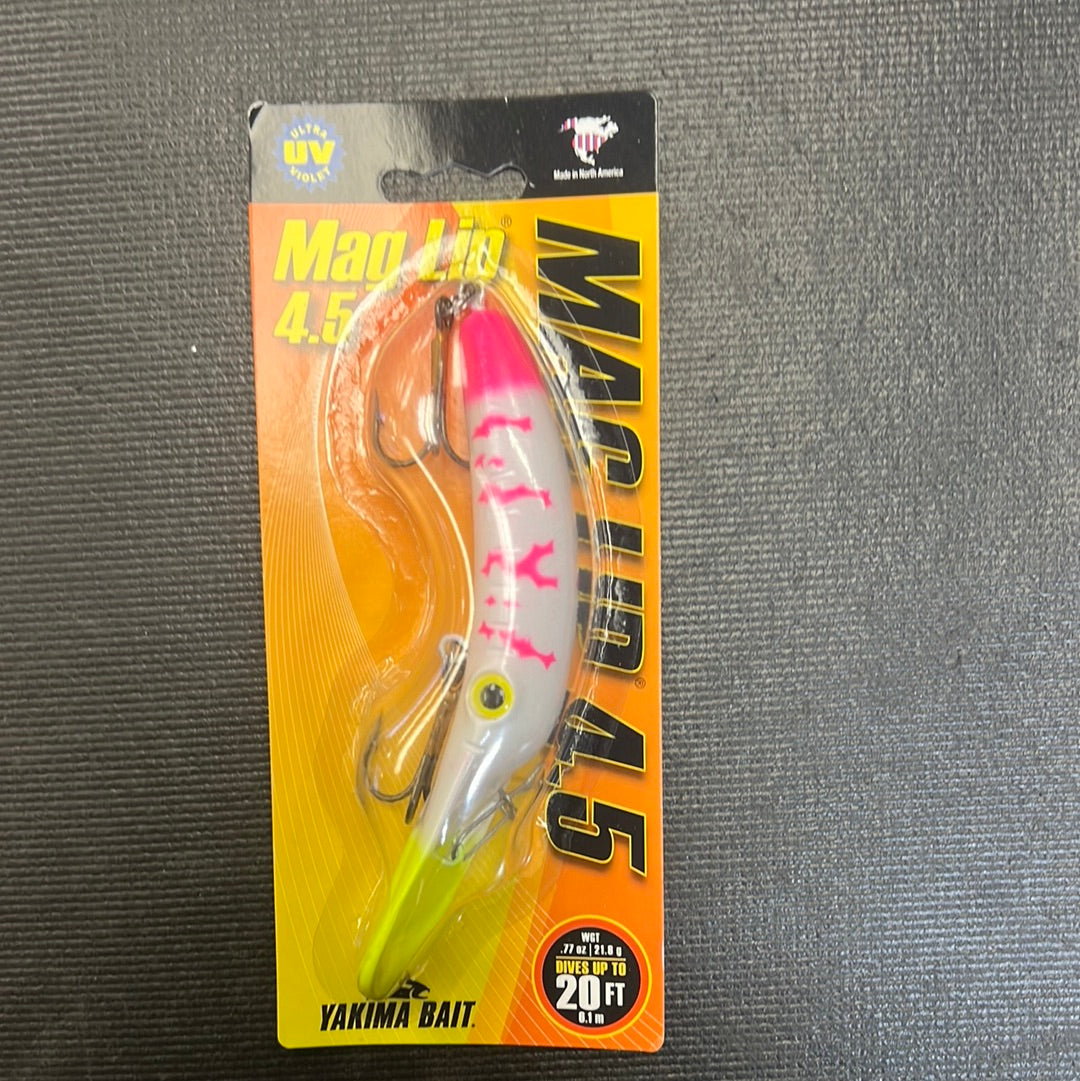 ULTRA
UV
VIOLET
Made in North America
Mag Lip®
4.5
MAG LIP® 4.5
WGT
.77 oz | 21.8 g
DIVES UP TO
20 FT
6.1 m
YAKIMA BAIT.